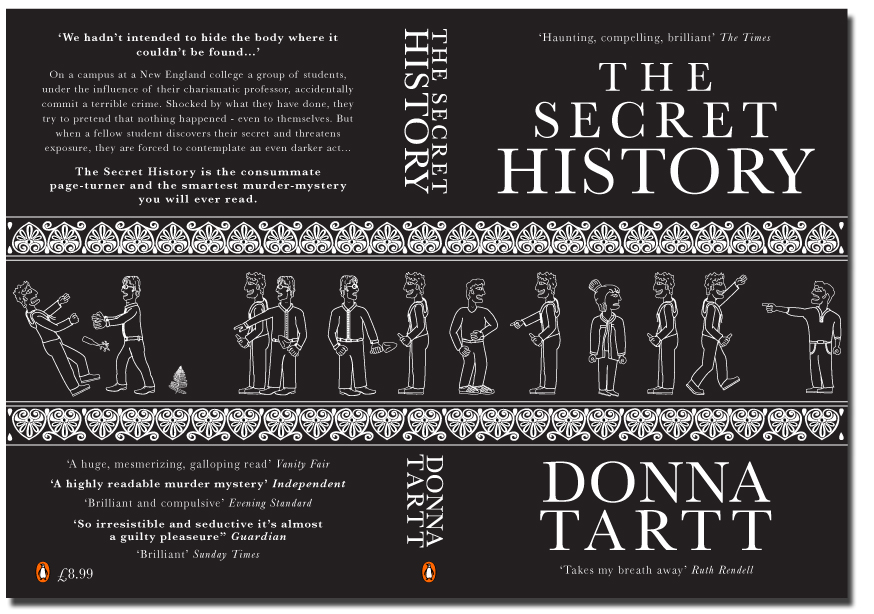 ‘We hadn’t intended to hide the body where it
couldn’t be found...’
On a campus at a New England college a group of students,
under the influence of their charismatic professor, accidentally
commit a terrible crime. Shocked by what they have done, they
try to pretend that nothing happened - even to themselves. But
when a fellow student discovers their secret and threatens
exposure, they are forced to contemplate an even darker act...
The Secret History is the consummate
page-turner and the smartest murder-mystery
you will ever read.
‘A huge, mesmerizing, galloping read’ Vanity Fair
‘A highly readable murder mystery’ Independent
‘Brilliant and compulsive’ Evening Standard
‘So irresistible and seductive it’s almost
a guilty pleaseure” Guardian
‘Brilliant’ Sunday Times
£8.99
THE SECRET
HISTORY
DONNA
TARTT
‘Haunting, compelling, brilliant’ The Times
THE
SECRET
HISTORY
DONNA
TARTT
‘Takes my breath away’ Ruth Rendell